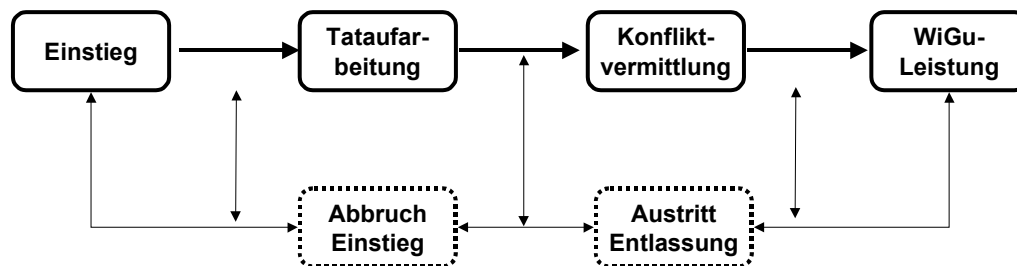 Einstieg
Tataufar-
beitung
Konflikt-
vermittlung
WiGu-
Leistung
Abbruch
Einstieg
Austritt
Entlassung